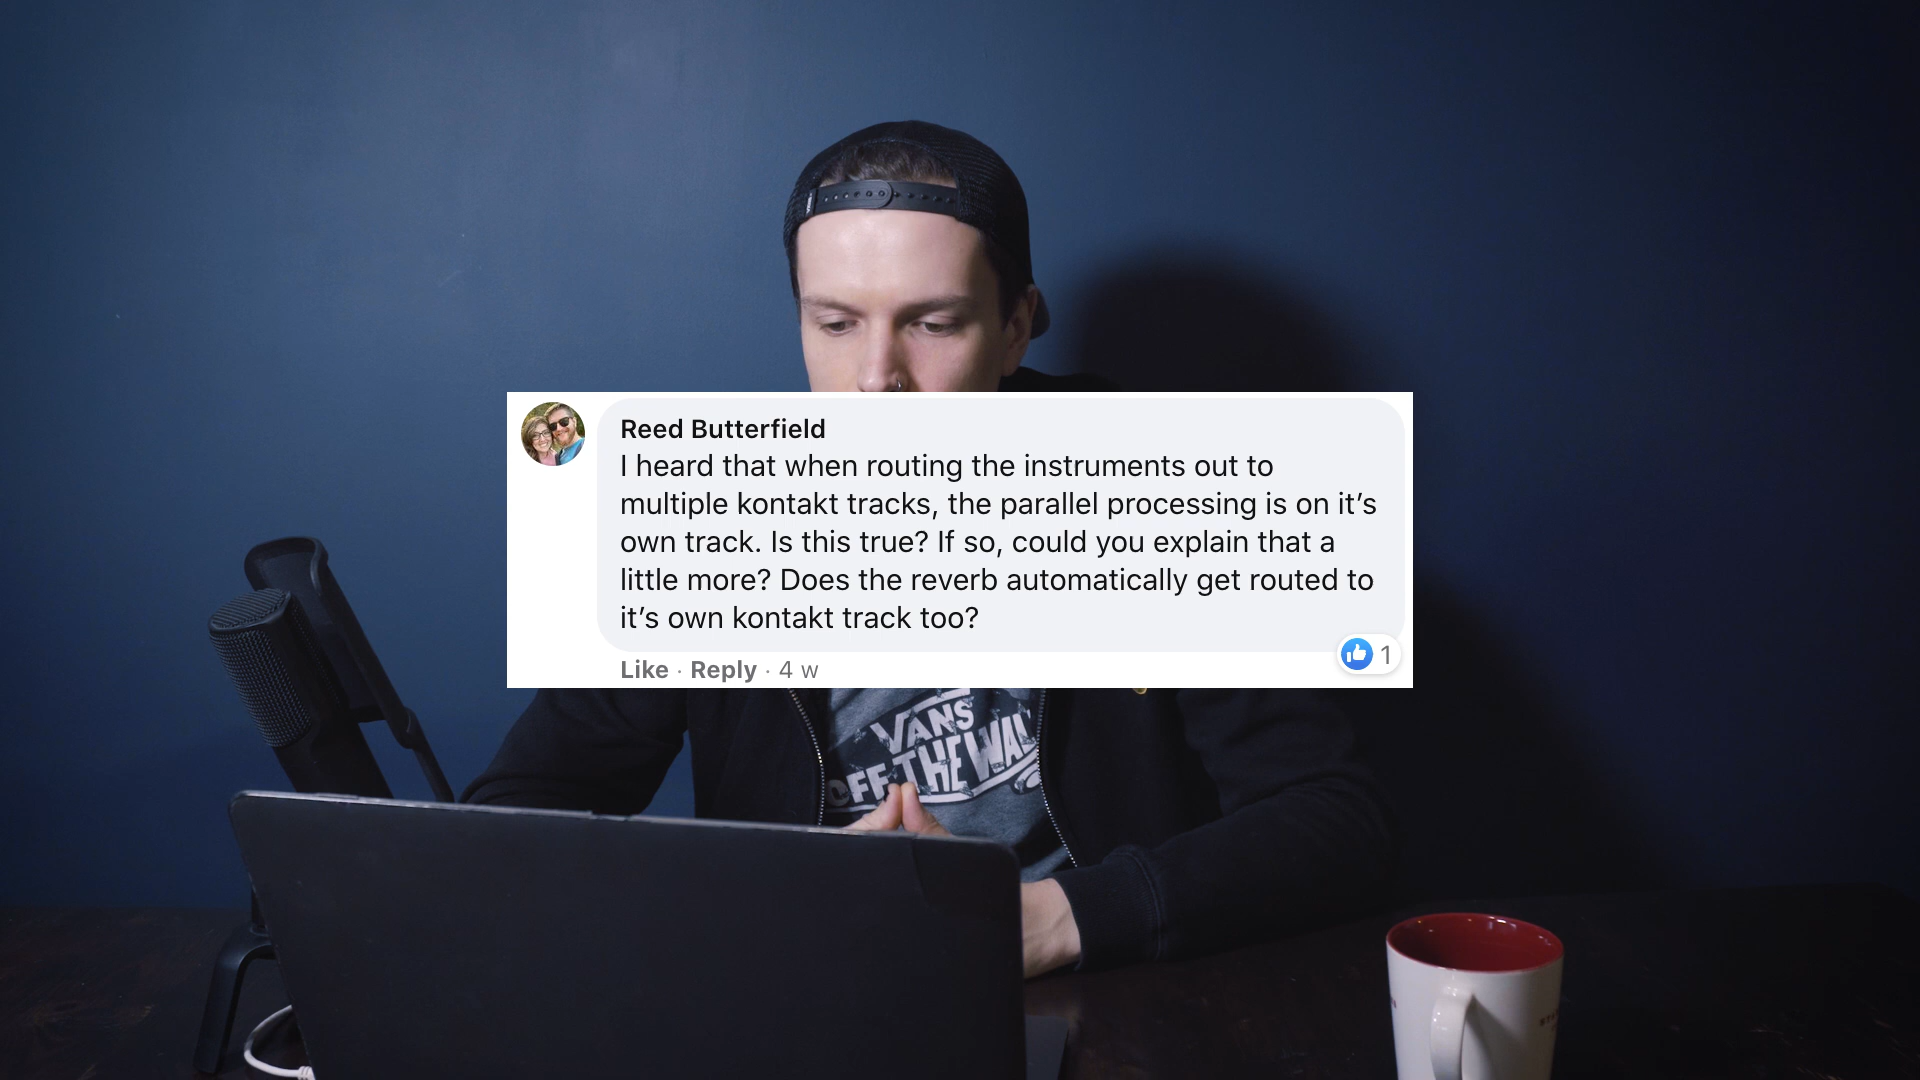 Reed Butterfield
I heard that when routing the instruments out to
multiple kontakt tracks, the parallel processing is on it’s
own track. Is this true? If so, could you explain that a
little more? Does the reverb automatically get routed to
it’s own kontakt track too?
1
Like · Reply · 4 w
VANS
OFF THE WAL